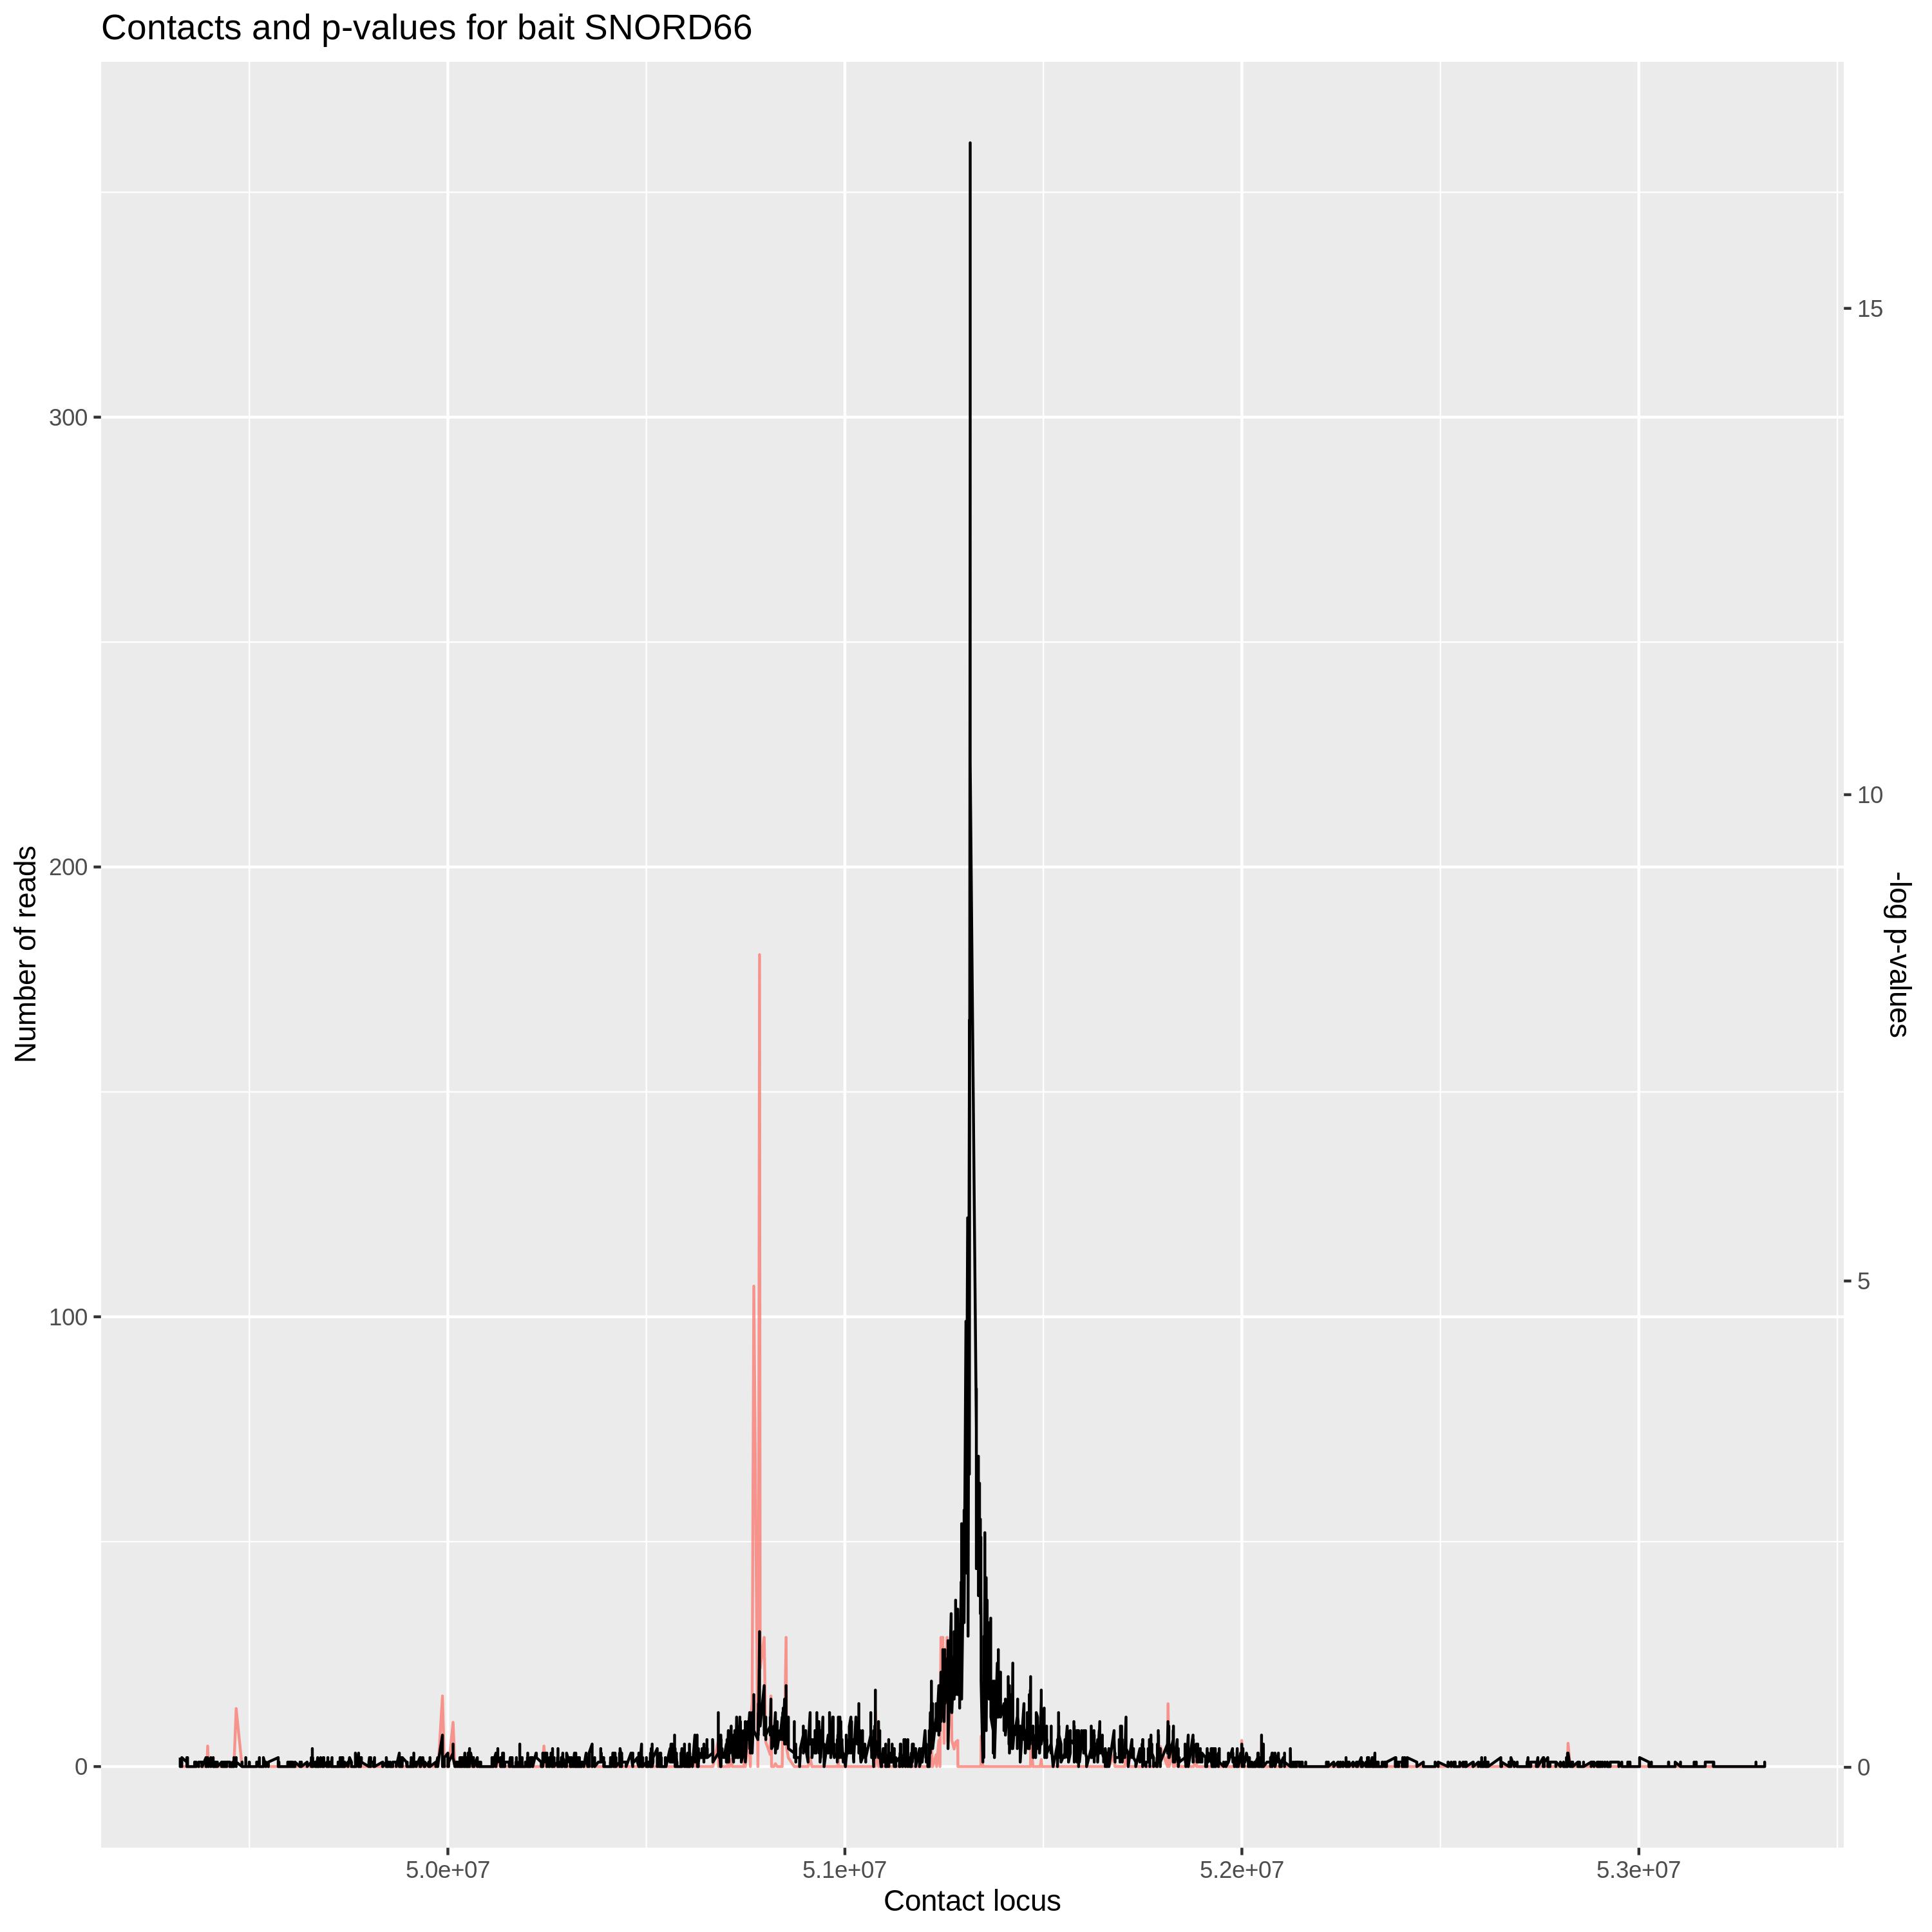 Contacts and p-values for bait SNORD66
Number of reads
300
200
100
0
15
10
5
0
-log p-values
5.0e+07
5.1e+07
5.2e+07
5.3e+07
Contact locus